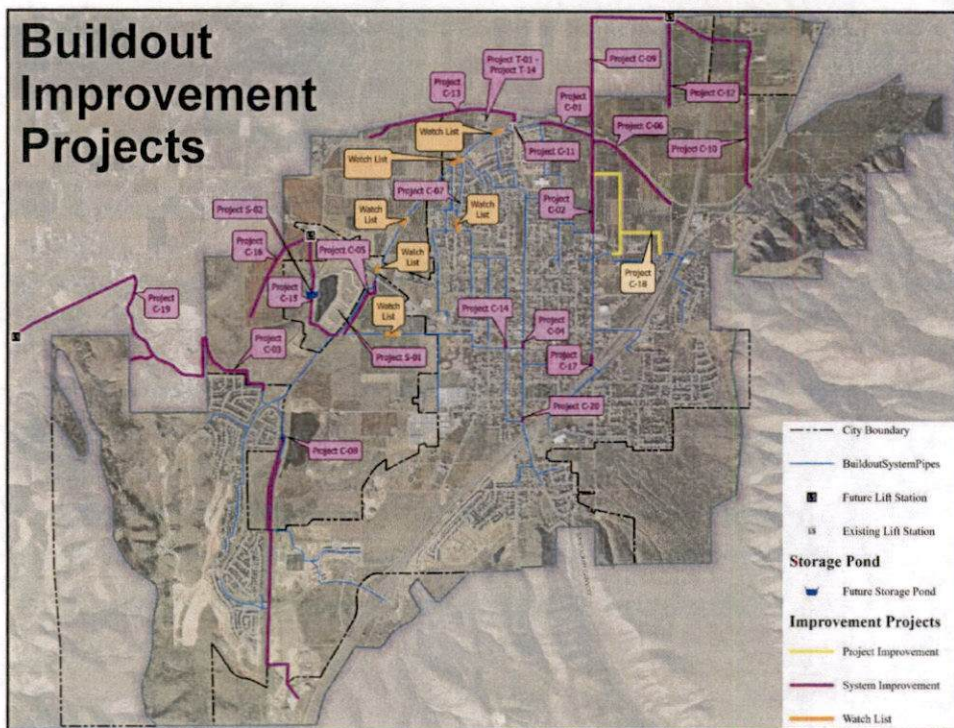 Buildout
Improvement
Projects
Project T-01 -
Project T-14
Project
C-13
Project
C-01
Project C-09
Project C-12
Watch List
Project C-06
Project C-11
Project C-10
Watch List
Project C-07
Project S-02
Watch
List
Watch
List
Project
C-02
Project
C-16
Project C-05
Watch List
Project
C-18
Project
C-15
Project
C-19
Watch
List
Project C-14
Project
C-04
Project
C-03
Project S-01
Project
C-17
Project C-20
Project C-08
City Boundary
BuildoutSystemPipes
LS
Future Lift Station
LS
Existing Lift Station
Storage Pond
Future Storage Pond
Improvement Projects
Project Improvement
System Improvement
Watch List